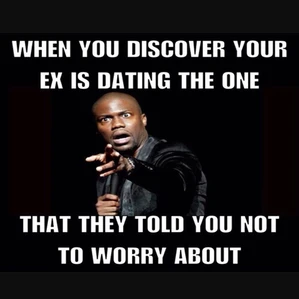 WHEN YOU DISCOVER YOUR
EX IS DATING THE ONE
THAT THEY TOLD YOU NOT
TO WORRY ABOUT